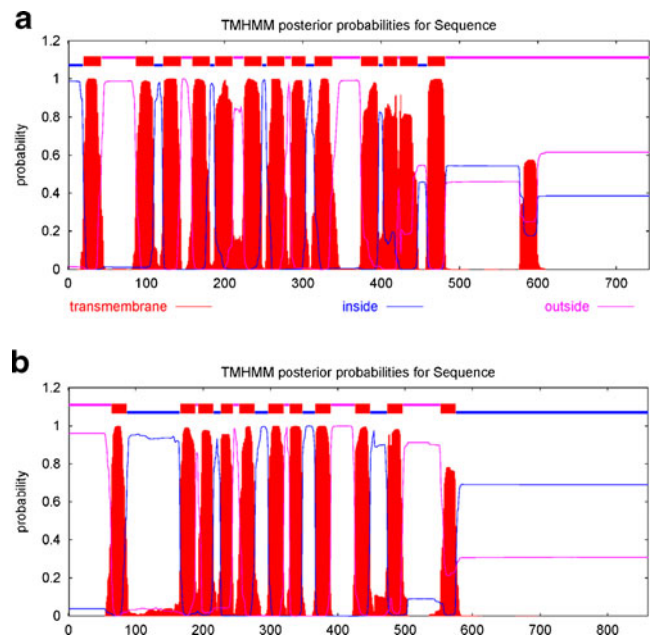 a
TMHMM posterior probabilities for Sequence
1.2
1
0.8
0.6
0.4
0.2
0
probability
0 100 200 300 400 500 600 700
transmembrane inside outside
b
TMHMM posterior probabilities for Sequence
1.2
1
0.8
0.6
0.4
0.2
0
probability
0 100 200 300 400 500 600 700 800